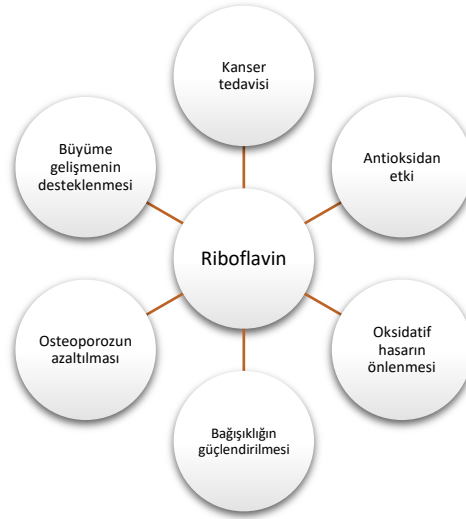 Kanser
tedavisi
Büyüme
gelişmenin
desteklenmesi
Antioksidan
etki
Riboflavin
Osteoporozun
azaltılması
Oksidatif
hasarın
önlenmesi
Bağışıklığın
güçlendirilmesi